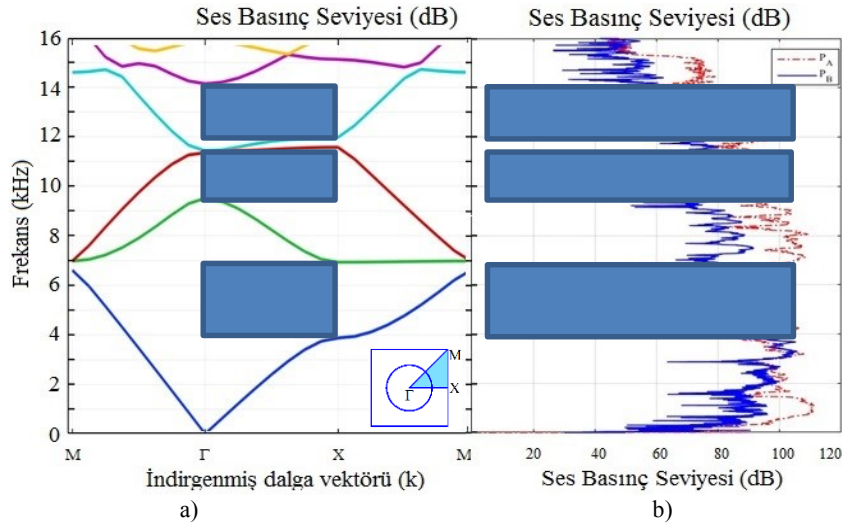 Ses Basınç Seviyesi (dB)
Ses Basınç Seviyesi (dB)
16
14
12
10
8
6
4
2
0
Frekans (kHz)
M
Γ
X
M
M
X
Γ
İndirgenmiş dalga vektörü (k)
a)
P_A
P_B
20
40
60
80
100
120
Ses Basınç Seviyesi (dB)
b)